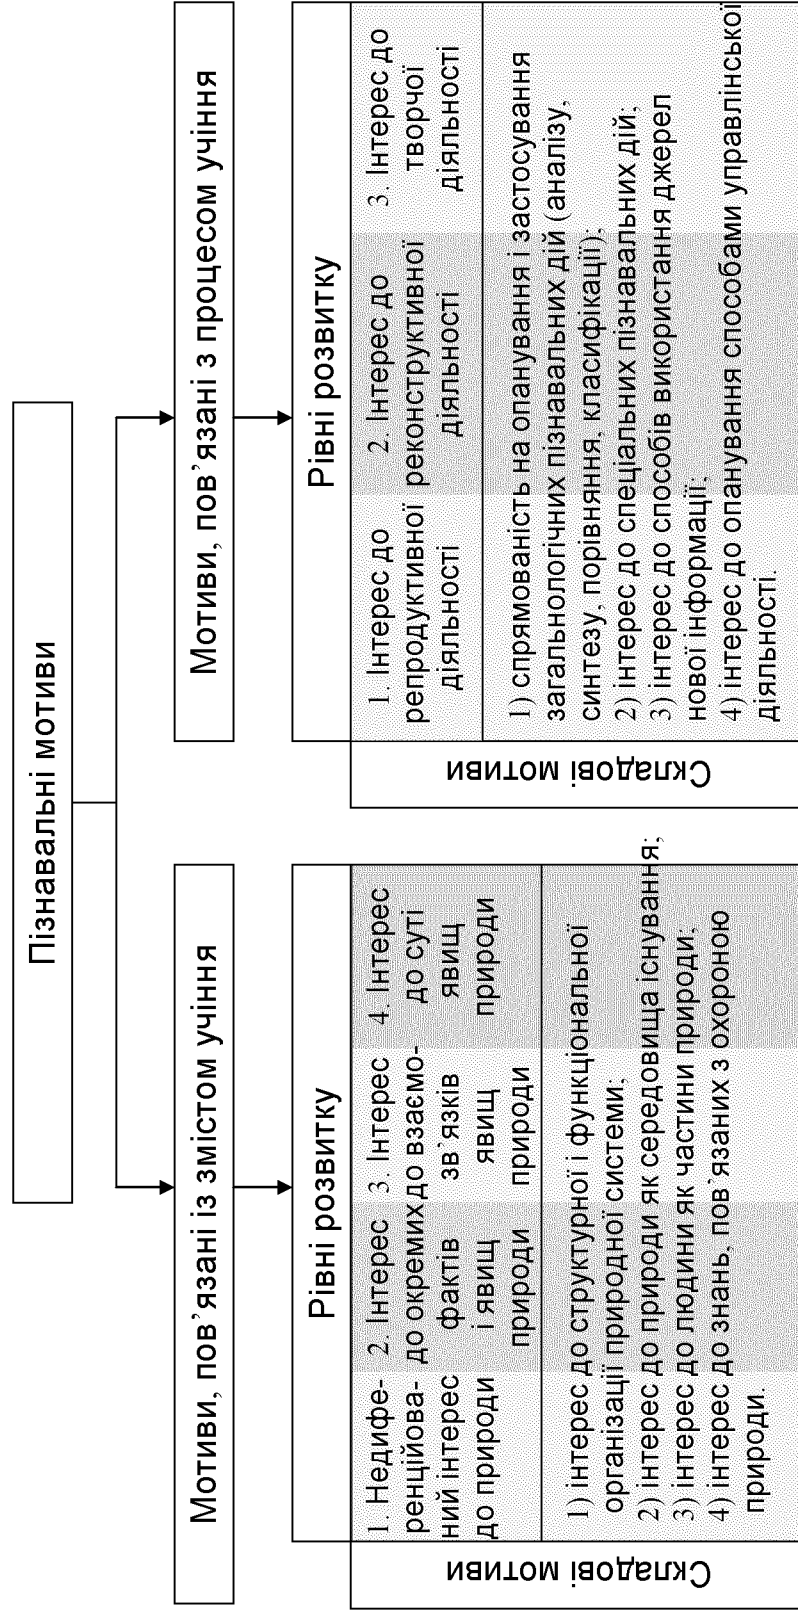 Пізнавальні мотиви
Мотиви, пов’язані із змістом учіння
Рівні розвитку
1. Недифе-
ренційова-
ний інтерес
до природи
2. Інтерес
до окремих
фактів
і явищ
природи
3. Інтерес
до взаємо-
зв’язків
явищ
природи
4. Інтерес
до суті
явищ
природи
Складові мотиви
1) інтерес до структурної і функціональної
організації природної системи;
2) інтерес до природи як середовища існування;
3) інтерес до людини як частини природи;
4) інтерес до знань, пов’язаних з охороною
природи.
Мотиви, пов’язані з процесом учіння
Рівні розвитку
1. Інтерес до
репродуктивної
діяльності
2. Інтерес до
реконструктивної
діяльності
3. Інтерес до
творчої
діяльності
Складові мотиви
1) спрямованість на опанування і застосування
загальнологічних пізнавальних дій (аналізу,
синтезу, порівняння, класифікації);
2) інтерес до спеціальних пізнавальних дій;
3) інтерес до способів використання джерел
нової інформації;
4) інтерес до опанування способами управлінської
діяльності.